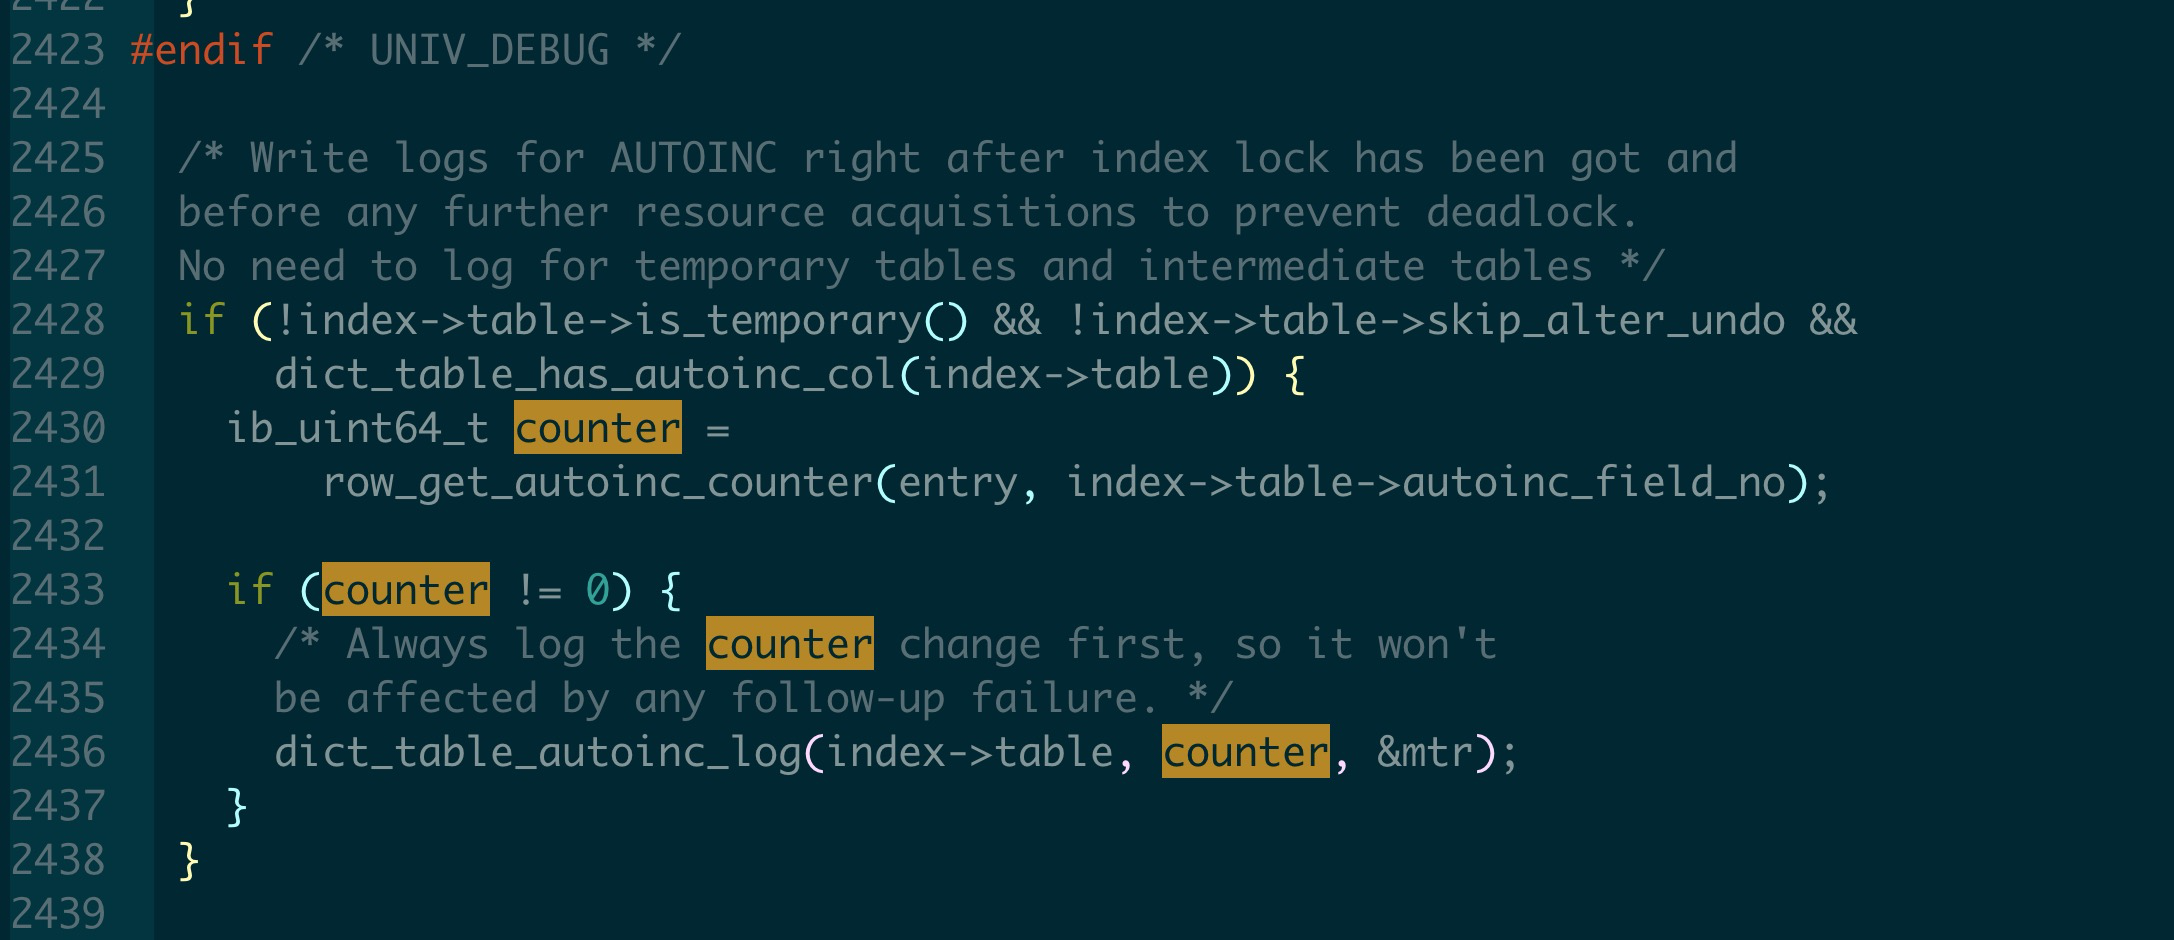 2422   }
2423 #endif /* UNIV_DEBUG */
2424
2425   /* Write logs for AUTOINC right after index lock has been got and
2426   before any further resource acquisitions to prevent deadlock.
2427   No need to log for temporary tables and intermediate tables */
2428   if (!index->table->is_temporary() && !index->table->skip_alter_undo &&
2429       dict_table_has_autoinc_col(index->table)) {
2430     ib_uint64_t counter =
2431         row_get_autoinc_counter(entry, index->table->autoinc_field_no);
2432
2433     if (counter != 0) {
2434       /* Always log the counter change first, so it won't
2435       be affected by any follow-up failure. */
2436       dict_table_autoinc_log(index->table, counter, &mtr);
2437     }
2438   }
2439